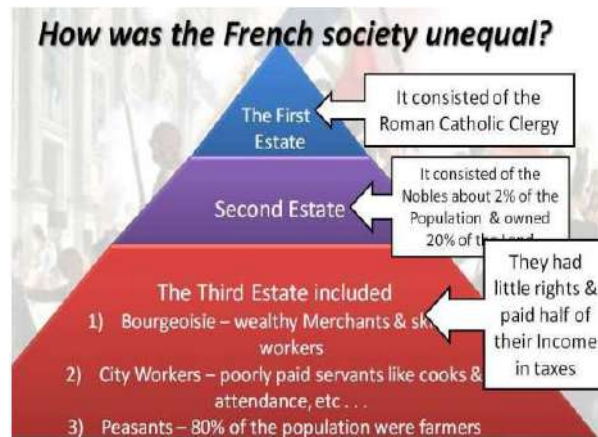 How was the French society unequal?
The First
Estate
It consisted of the
Roman Catholic Clergy
Second Estate
It consisted of the
Nobles about 2% of the
Population & owned
20% of the
The Third Estate included
1) Bourgeoisie – wealthy Merchants &
workers
2) City Workers – poorly paid servants like cooks &
attendance, etc . . .
3) Peasants – 80% of the population were farmers
They had
little rights &
paid half of
their Income
in taxes